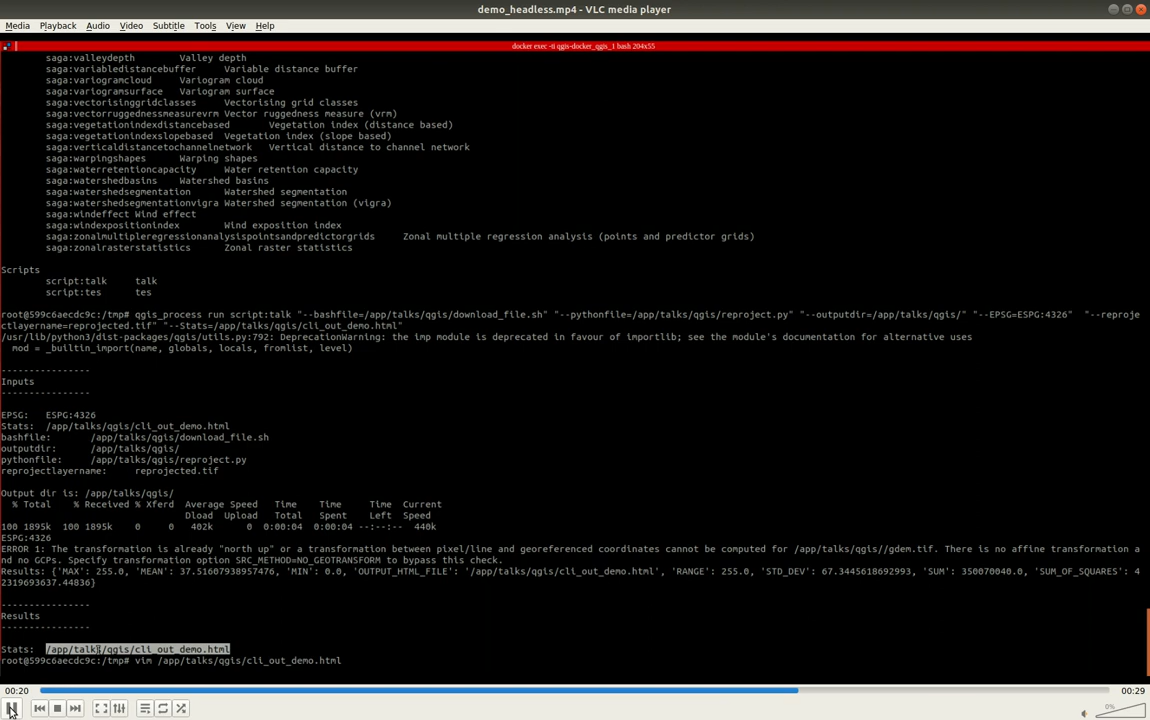 demo_headless.mp4 - VLC media player
Media Playback Audio Video Subtitle Tools View Help
docker exec -ti qgis-docker_qgis_1 bash 204x55
saga:valleydepth Valley depth
saga:variabledistancebuffer Variable distance buffer
saga:variogramcloud Variogram cloud
saga:variogramsurface Variogram surface
saga:vectorisinggridclasses Vectorising grid classes
saga:vectorruggednessmeasurevrm Vector ruggedness measure (vrm)
saga:vegetationindexdistancebased Vegetation index (distance based)
saga:vegetationindexslopebased Vegetation index (slope based)
saga:verticaldistancetochannelnetwork Vertical distance to channel network
saga:warpingshapes Warping shapes
saga:waterretentioncapacity Water retention capacity
saga:watershedbasins Watershed basins
saga:watershedsegmentation Watershed segmentation
saga:watershedsegmentationvigra Watershed segmentation (vigra)
saga:windeffect Wind effect
saga:windexpositionindex Wind exposition index
saga:zonalmultipleregressionanalysispointsandpredictorgrids Zonal multiple regression analysis (points and predictor grids)
saga:zonalrasterstatistics Zonal raster statistics
Scripts
script:talk talk
script:tes tes
root@599c6aecdc9c:/tmp# qgis_process run script:talk "--bashfile=/app/talks/qgis/download_file.sh" "--pythonfile=/app/talks/qgis/reproject.py" "--outputdir=/app/talks/qgis/" "--EPSG=ESPG:4326" "--reproje
ctlayername=reprojected.tif" "--Stats=/app/talks/qgis/cli_out_demo.html"
/usr/lib/python3/dist-packages/qgis/utils.py:792: DeprecationWarning: the imp module is deprecated in favour of importlib; see the module's documentation for alternative uses
mod = _builtin_import(name, globals, locals, fromlist, level)
----------------
Inputs
----------------
EPSG: ESPG:4326
Stats: /app/talks/qgis/cli_out_demo.html
bashfile: /app/talks/qgis/download_file.sh
outputdir: /app/talks/qgis/
pythonfile: /app/talks/qgis/reproject.py
reprojectlayername: reprojected.tif
Output dir is: /app/talks/qgis/
% Total % Received % Xferd Average Speed Time Time Time Current
Dload Upload Total Spent Left Speed
100 1895k 100 1895k 0 0 402k 0 0:00:04 0:00:04 --:--:-- 440k
ESPG:4326
ERROR 1: The transformation is already "north up" or a transformation between pixel/line and georeferenced coordinates cannot be computed for /app/talks/qgis//gdem.tif. There is no affine transformation a
nd no GCPs. Specify transformation option SRC_METHOD=NO_GEOTRANSFORM to bypass this check.
Results: {'MAX': 255.0, 'MEAN': 37.51607938957476, 'MIN': 0.0, 'OUTPUT_HTML_FILE': '/app/talks/qgis/cli_out_demo.html', 'RANGE': 255.0, 'STD_DEV': 67.3445618692993, 'SUM': 350070040.0, 'SUM_OF_SQUARES': 4
2319693637.44836}
----------------
Results
----------------
Stats: /app/talks/qgis/cli_out_demo.html
root@599c6aecdc9c:/tmp# vim /app/talks/qgis/cli_out_demo.html
00:20 00:29
0%